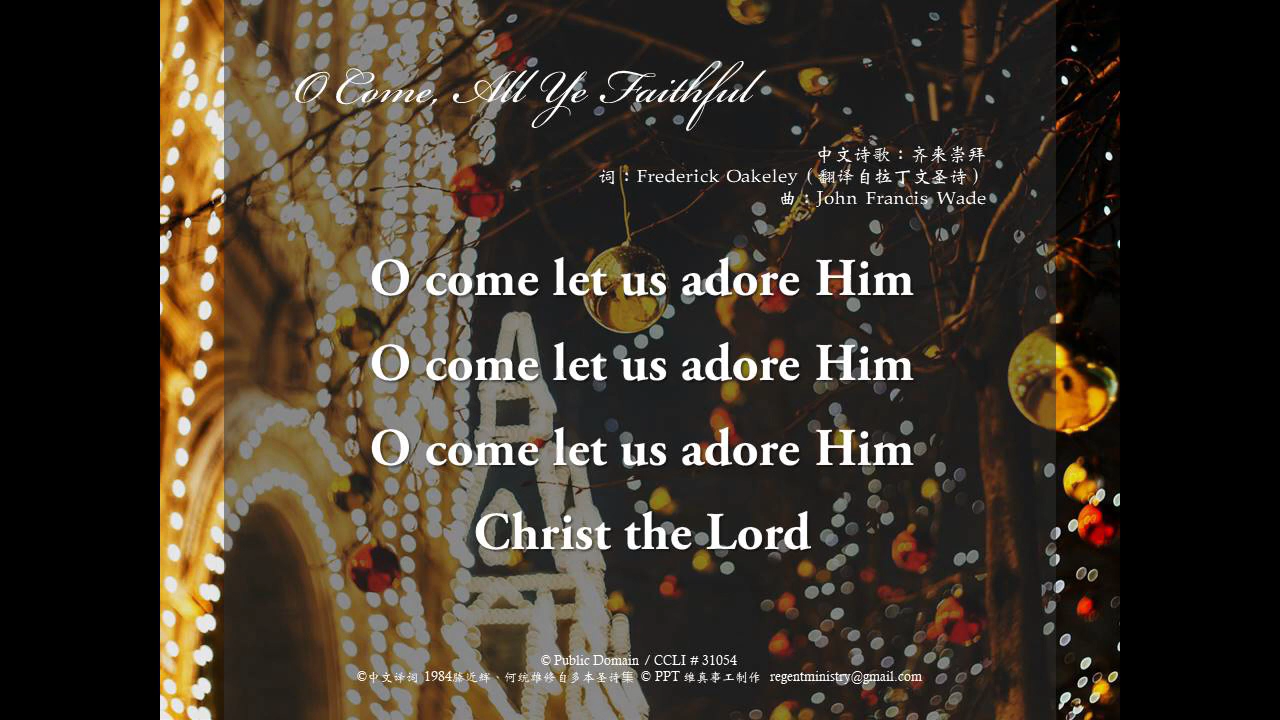 O Come, All Ye Faithful
中文诗歌：齐来崇拜
词：Frederick Oakeley（翻译自拉丁文圣诗）
曲：John Francis Wade
O come let us adore Him
O come let us adore Him
O come let us adore Him
Christ the Lord
© Public Domain / CCLI # 31054
©中文译词 1984骆近辉、何统雄修自多本圣诗集 © PPT 维真事工制作 regentministry@gmail.com